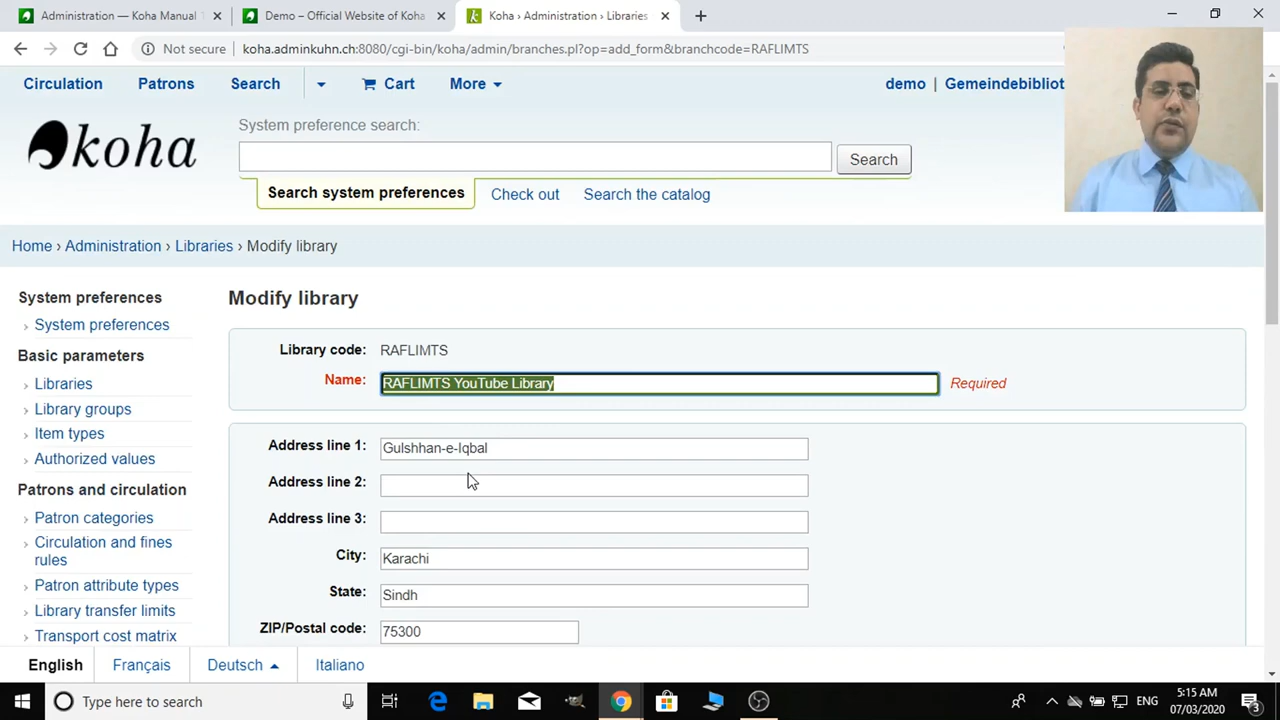 Administration — Koha Manual 1
Demo – Official Website of Koha
Koha › Administration › Libraries
Not secure
koha.adminkuhn.ch:8080/cgi-bin/koha/admin/branches.pl?op=add_form&branchcode=RAFLIMTS
Circulation Patrons Search Cart More demo | Gemeindebibliot
koha
System preference search:
Search
Search system preferences Check out Search the catalog
Home › Administration › Libraries › Modify library
System preferences
› System preferences
Basic parameters
› Libraries
› Library groups
› Item types
› Authorized values
Patrons and circulation
› Patron categories
› Circulation and fines
rules
› Patron attribute types
› Library transfer limits
› Transport cost matrix
Modify library
Library code: RAFLIMTS
Name: RAFLIMTS YouTube Library Required
Address line 1: Gulshhan-e-Iqbal
Address line 2:
Address line 3:
City: Karachi
State: Sindh
ZIP/Postal code: 75300
English Français Deutsch Italiano
Type here to search
ENG
5:15 AM
07/03/2020
3